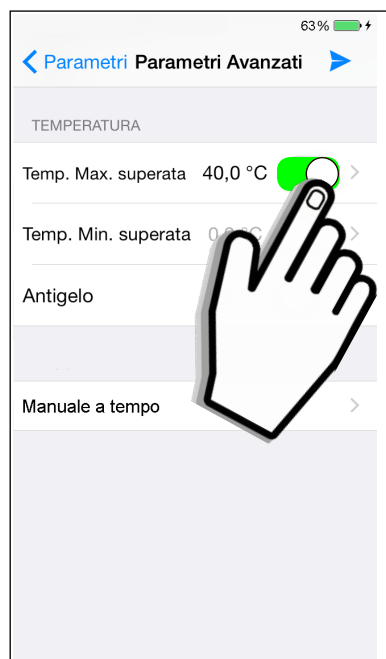 63%
Parametri Parametri Avanzati
TEMPERATURA
Temp. Max. superata 40,0 °C
Temp. Min. superata
Antigelo
Manuale a tempo